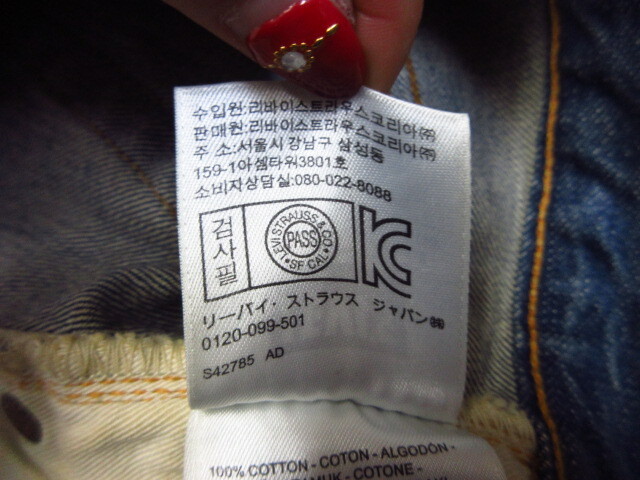 수입원:리바이스트라우스코리아㈜
판매원:리바이스트라우스코리아㈜
주 소:서울시 강남구 삼성동
159-1아셈타워3801호
소비자상담실:080-022-8088
검사필
LEVI STRAUSS & CO
PASS
SF CAL
KC
リーバイ・ストラウス ジャパン㈱
0120-099-501
S42785 AD
100% COTTON - COTON - ALGODON -
MUK - COTONE -